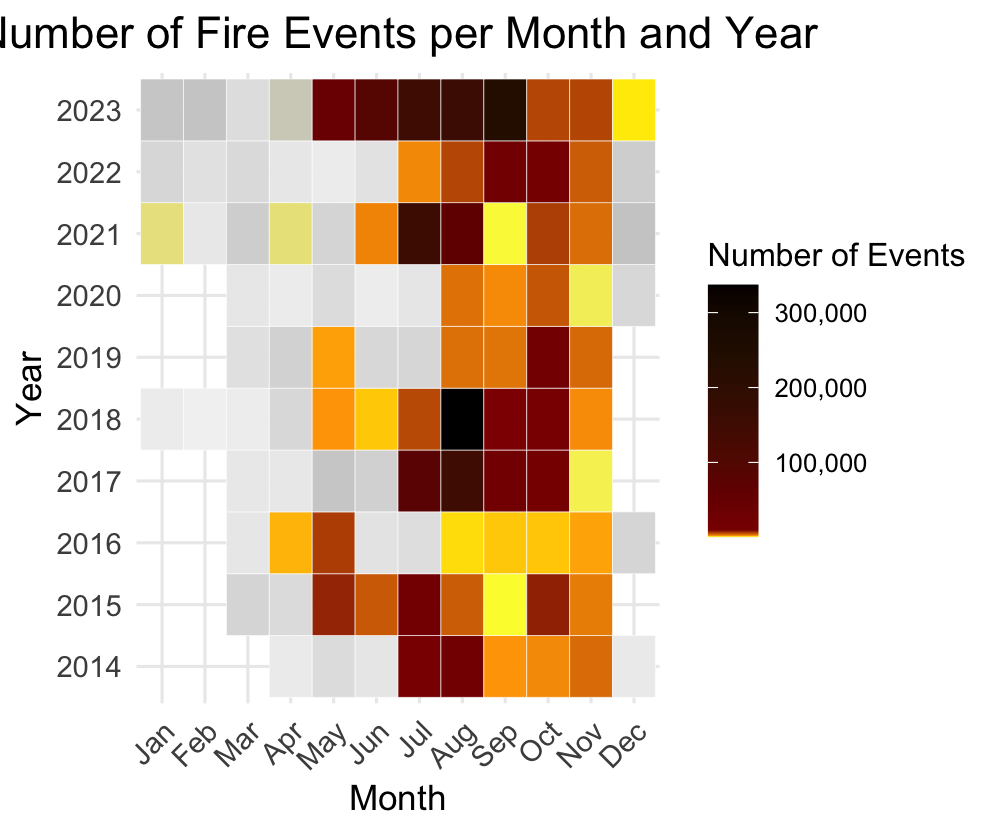 Number of Fire Events per Month and Year
2023
2022
2021
2020
2019
2018
2017
2016
2015
2014
Year
Jan Feb Mar Apr May Jun Jul Aug Sep Oct Nov Dec
Month
Number of Events
300,000
200,000
100,000